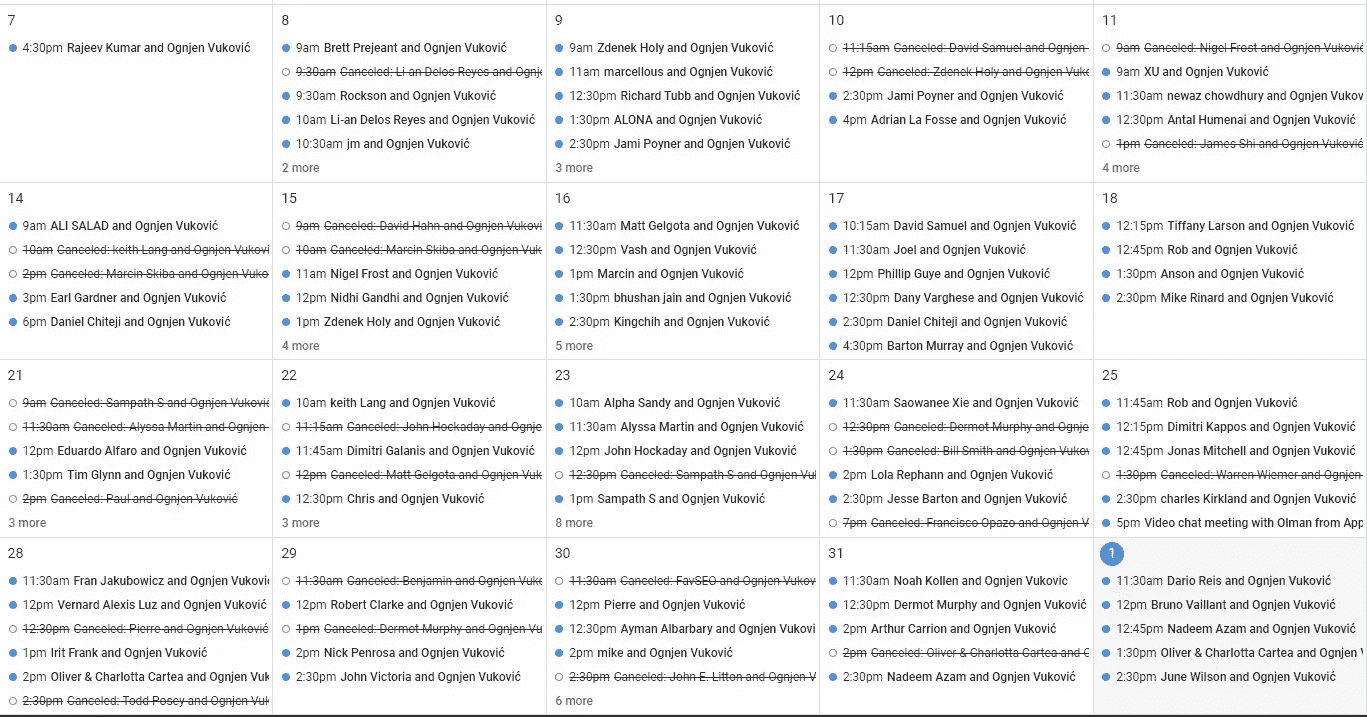 7
4:30pm Rajeev Kumar and Ognjen Vuković
8
9am Brett Prejeant and Ognjen Vuković
9:30am Canceled: Li-an Delos Reyes and Ognje
9:30am Rockson and Ognjen Vuković
10am Li-an Delos Reyes and Ognjen Vuković
10:30am jm and Ognjen Vuković
2 more
9
9am Zdenek Holy and Ognjen Vuković
11am marcellous and Ognjen Vuković
12:30pm Richard Tubb and Ognjen Vuković
1:30pm ALONA and Ognjen Vuković
2:30pm Jami Poyner and Ognjen Vuković
3 more
10
11:15am Canceled: David Samuel and Ognjen
12pm Canceled: Zdenek Holy and Ognjen Vuko
2:30pm Jami Poyner and Ognjen Vuković
4pm Adrian La Fosse and Ognjen Vuković
11
9am Canceled: Nigel Frost and Ognjen Vuković
9am XU and Ognjen Vuković
11:30am newaz chowdhury and Ognjen Vukov
12:30pm Antal Humenai and Ognjen Vuković
1pm Canceled: James Shi and Ognjen Vuković
4 more
14
9am ALI SALAD and Ognjen Vuković
10am Canceled: keith Lang and Ognjen Vukovi
2pm Canceled: Marcin Skiba and Ognjen Vuko
3pm Earl Gardner and Ognjen Vuković
6pm Daniel Chiteji and Ognjen Vuković
15
9am Canceled: David Hahn and Ognjen Vukovi
10am Canceled: Marcin Skiba and Ognjen Vuk
11am Nigel Frost and Ognjen Vuković
12pm Nidhi Gandhi and Ognjen Vuković
1pm Zdenek Holy and Ognjen Vuković
4 more
16
11:30am Matt Gelgota and Ognjen Vuković
12:30pm Vash and Ognjen Vuković
1pm Marcin and Ognjen Vuković
1:30pm bhushan jain and Ognjen Vuković
2:30pm Kingchih and Ognjen Vuković
5 more
17
10:15am David Samuel and Ognjen Vuković
11:30am Joel and Ognjen Vuković
12pm Phillip Guye and Ognjen Vuković
12:30pm Dany Varghese and Ognjen Vuković
2:30pm Daniel Chiteji and Ognjen Vuković
4:30pm Barton Murray and Ognjen Vuković
18
12:15pm Tiffany Larson and Ognjen Vuković
12:45pm Rob and Ognjen Vuković
1:30pm Anson and Ognjen Vuković
2:30pm Mike Rinard and Ognjen Vuković
21
9am Canceled: Sampath S and Ognjen Vuković
11:30am Canceled: Alyssa Martin and Ognjen
12pm Eduardo Alfaro and Ognjen Vuković
1:30pm Tim Glynn and Ognjen Vuković
2pm Canceled: Paul and Ognjen Vuković
3 more
22
10am keith Lang and Ognjen Vuković
11:15am Canceled: John Hockaday and Ognje
11:45am Dimitri Galanis and Ognjen Vuković
12pm Canceled: Matt Gelgota and Ognjen Vuk
12:30pm Chris and Ognjen Vuković
3 more
23
10am Alpha Sandy and Ognjen Vuković
11:30am Alyssa Martin and Ognjen Vuković
12pm John Hockaday and Ognjen Vuković
12:30pm Canceled: Sampath S and Ognjen Vul
1pm Sampath S and Ognjen Vuković
8 more
24
11:30am Saowanee Xie and Ognjen Vuković
12:30pm Canceled: Dermot Murphy and Ognje
1:30pm Canceled: Bill Smith and Ognjen Vukov
2pm Lola Rephann and Ognjen Vuković
2:30pm Jesse Barton and Ognjen Vuković
7pm Canceled: Francisco Opazo and Ognjen V
25
11:45am Rob and Ognjen Vuković
12:15pm Dimitri Kappos and Ognjen Vuković
12:45pm Jonas Mitchell and Ognjen Vuković
1:30pm Canceled: Warren Wiemer and Ognjen
2:30pm charles Kirkland and Ognjen Vuković
5pm Video chat meeting with Olman from App
28
11:30am Fran Jakubowicz and Ognjen Vuković
12pm Vernard Alexis Luz and Ognjen Vuković
12:30pm Canceled: Pierre and Ognjen Vuković
1pm Irit Frank and Ognjen Vuković
2pm Oliver & Charlotta Cartea and Ognjen Vuk
2:30pm Canceled: Todd Posey and Ognjen Vuk
29
11:30am Canceled: Benjamin and Ognjen Vuko
12pm Robert Clarke and Ognjen Vuković
1pm Canceled: Dermot Murphy and Ognjen Vu
2pm Nick Penrosa and Ognjen Vuković
2:30pm John Victoria and Ognjen Vuković
30
11:30am Canceled: FavSEO and Ognjen Vukov
12pm Pierre and Ognjen Vuković
12:30pm Ayman Albarbary and Ognjen Vukovi
2pm mike and Ognjen Vuković
2:30pm Canceled: John E. Litton and Ognjen V
6 more
31
11:30am Noah Kollen and Ognjen Vukovic
12:30pm Dermot Murphy and Ognjen Vuković
2pm Arthur Carrion and Ognjen Vuković
2pm Canceled: Oliver & Charlotta Cartea and O
2:30pm Nadeem Azam and Ognjen Vuković
1
11:30am Dario Reis and Ognjen Vuković
12pm Bruno Vaillant and Ognjen Vuković
12:45pm Nadeem Azam and Ognjen Vuković
1:30pm Oliver & Charlotta Cartea and Ognjen V
2:30pm June Wilson and Ognjen Vuković